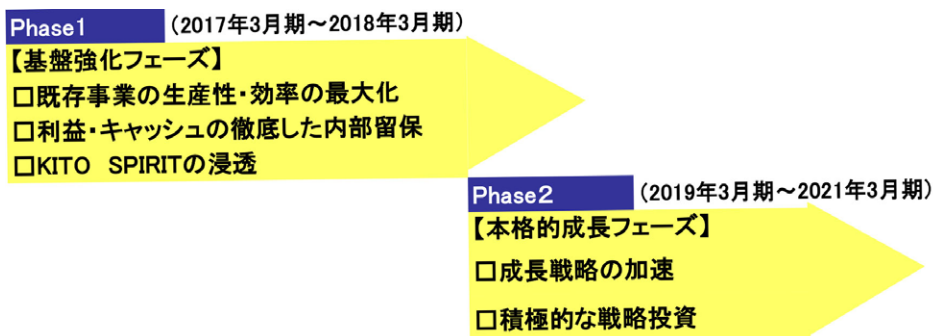 Phase1 (2017年3月期～2018年3月期)
【基盤強化フェーズ】
□既存事業の生産性・効率の最大化
□利益・キャッシュの徹底した内部留保
□KITO SPIRITの浸透
Phase2 (2019年3月期～2021年3月期)
【本格的成長フェーズ】
□成長戦略の加速
□積極的な戦略投資